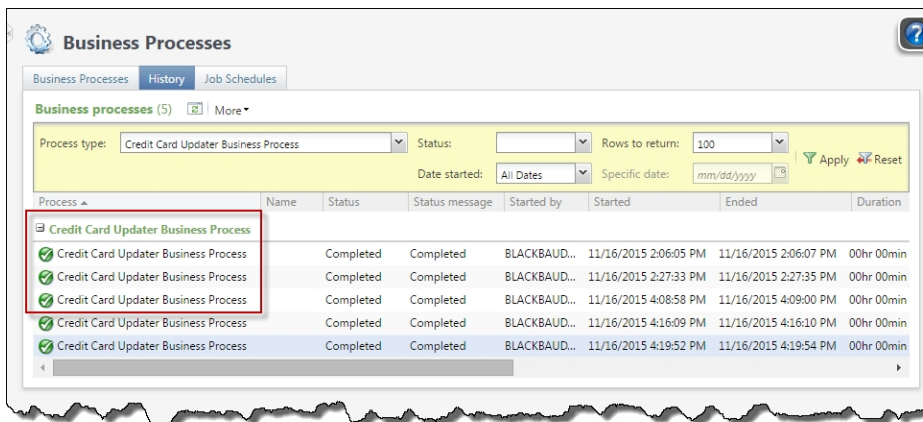 Business Processes
?
Business Processes History Job Schedules
Business processes (5) More
Process type: Credit Card Updater Business Process Status: Rows to return: 100 Apply Reset
Date started: All Dates Specific date: mm/dd/yyyy
Process Name Status Status message Started by Started Ended Duration
Credit Card Updater Business Process
Credit Card Updater Business Process Completed Completed BLACKBAUD... 11/16/2015 2:06:05 PM 11/16/2015 2:06:07 PM 00hr 00min
Credit Card Updater Business Process Completed Completed BLACKBAUD... 11/16/2015 2:27:33 PM 11/16/2015 2:27:35 PM 00hr 00min
Credit Card Updater Business Process Completed Completed BLACKBAUD... 11/16/2015 4:08:58 PM 11/16/2015 4:09:00 PM 00hr 00min
Credit Card Updater Business Process Completed Completed BLACKBAUD... 11/16/2015 4:16:09 PM 11/16/2015 4:16:10 PM 00hr 00min
Credit Card Updater Business Process Completed Completed BLACKBAUD... 11/16/2015 4:19:52 PM 11/16/2015 4:19:54 PM 00hr 00min